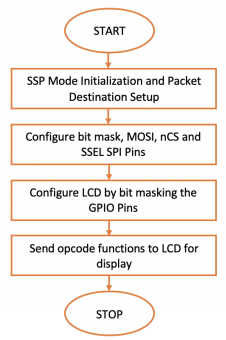 START
SSP Mode Initialization and Packet
Destination Setup
Configure bit mask, MOSI, nCS and
SSEL SPI Pins
Configure LCD by bit masking the
GPIO Pins
Send opcode functions to LCD for
display
STOP